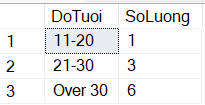 DoTuoi SoLuong
1 11-20 1
2 21-30 3
3 Over 30 6